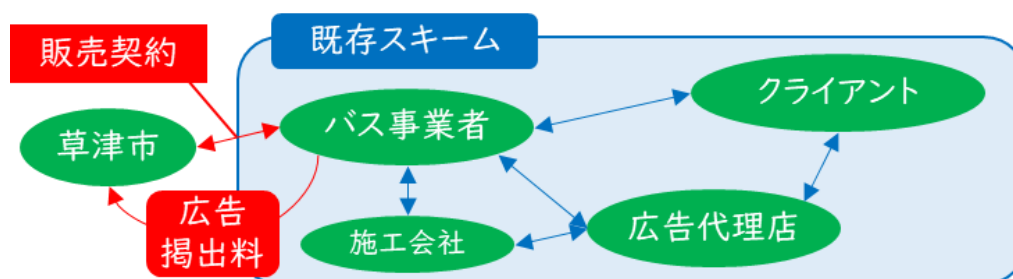 販売契約
既存スキーム
クライアント
バス事業者
草津市
広告
掲出料
施工会社
広告代理店